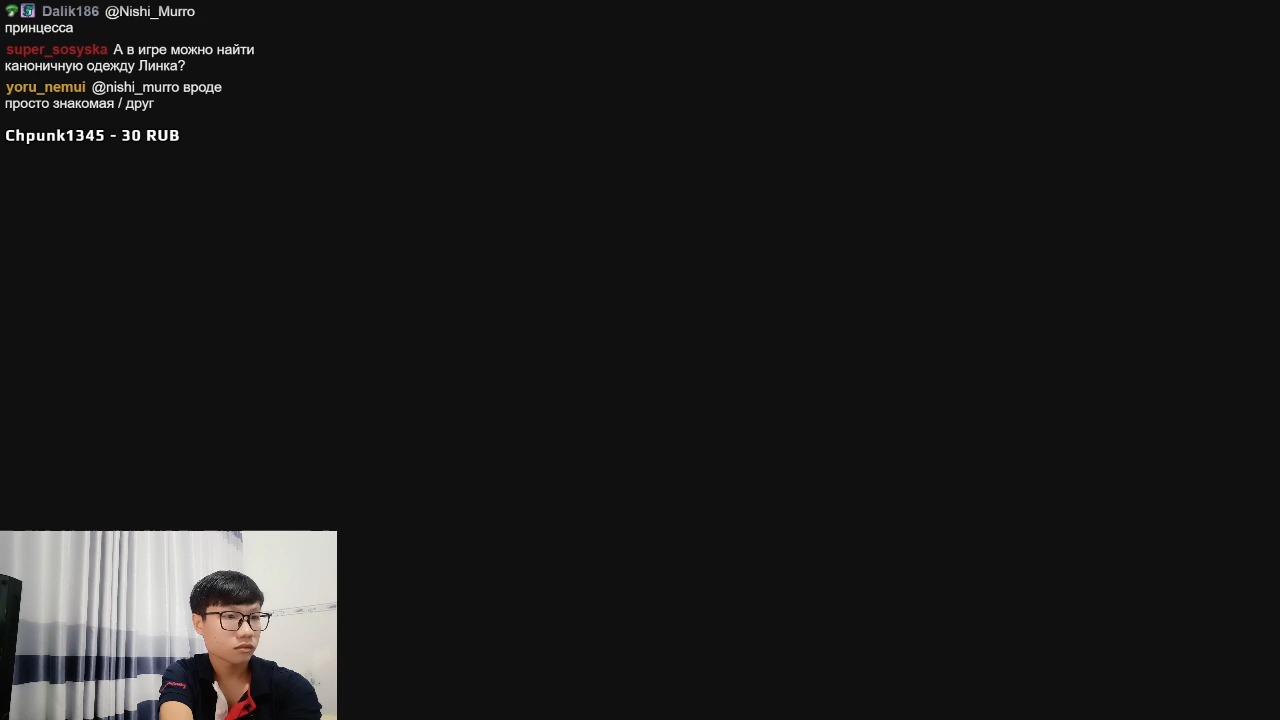 Dalik186 @Nishi_Murro
принцесса
super_sosyska А в игре можно найти
каноничную одежду Линка?
yoru_nemui @nishi_murro вроде
просто знакомая / друг
Chpunk1345 - 30 RUB